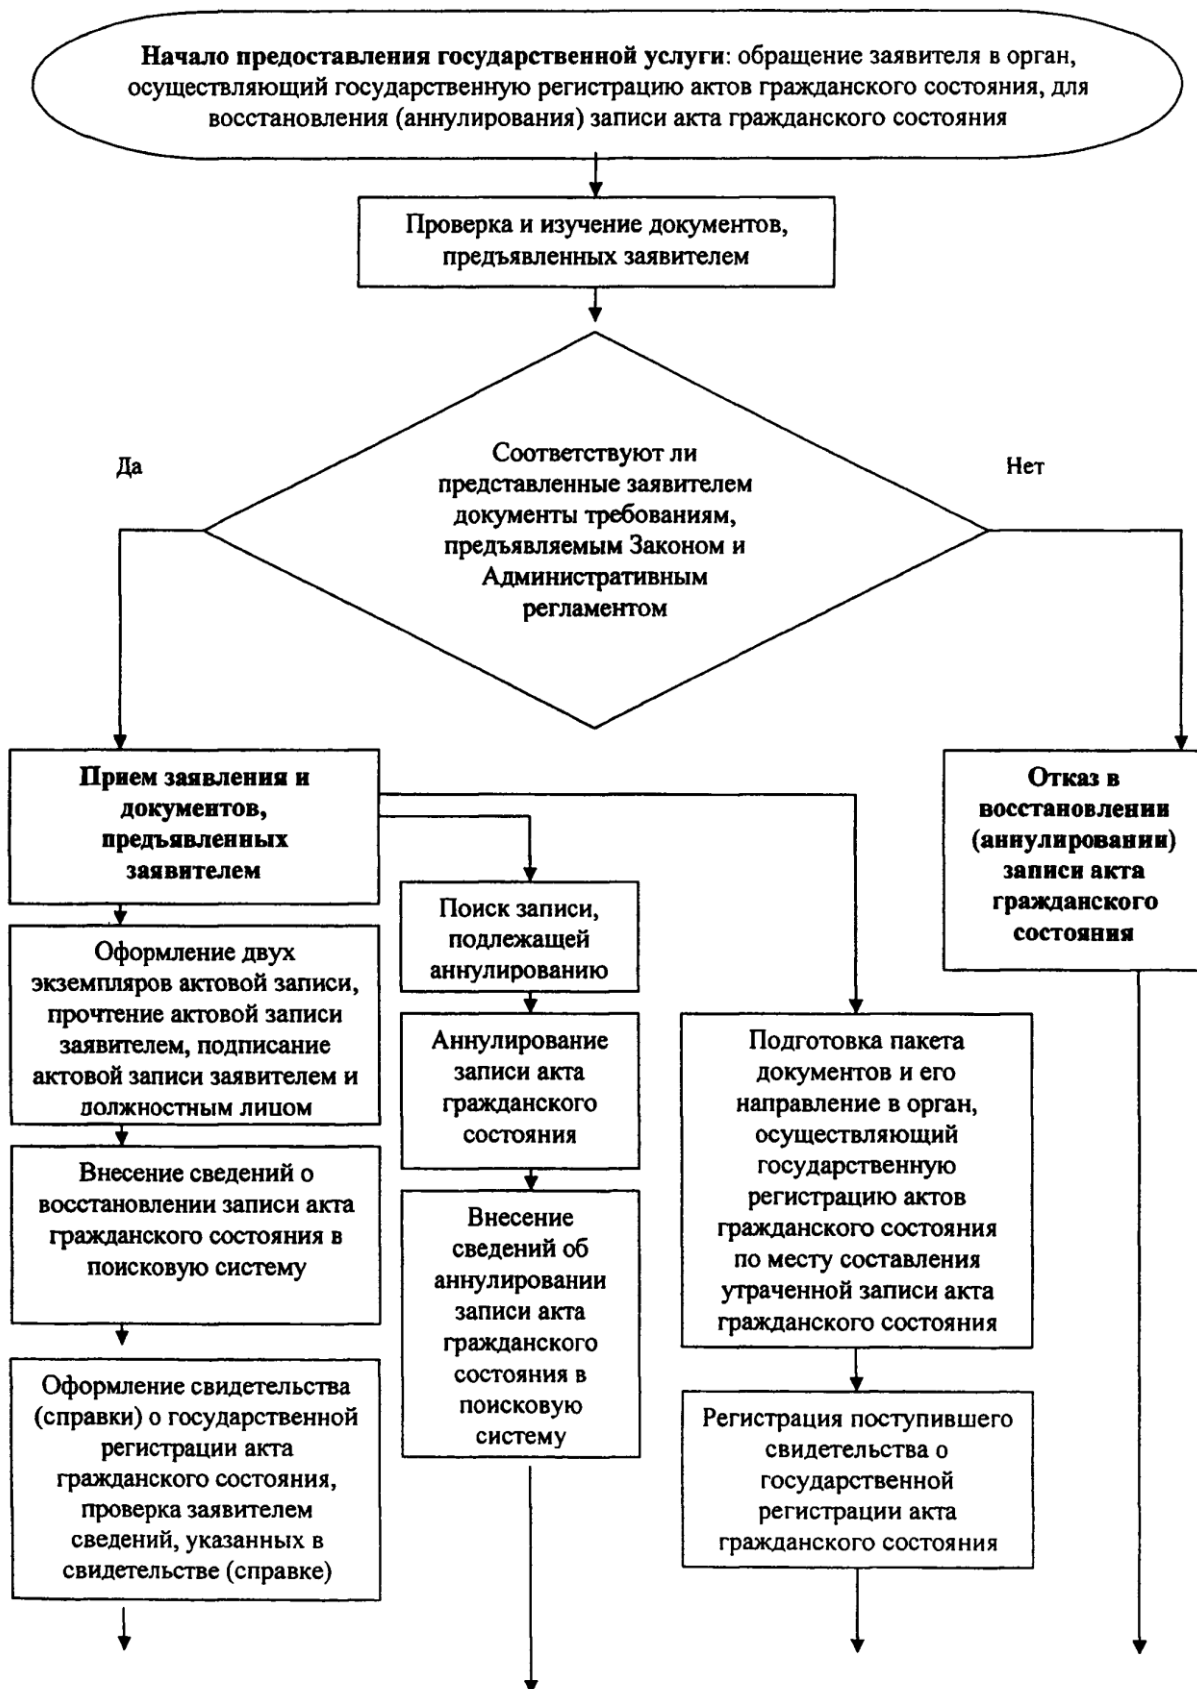 Начало предоставления государственной услуги: обращение заявителя в орган,
осуществляющий государственную регистрацию актов гражданского состояния, для
восстановления (аннулирования) записи акта гражданского состояния
Проверка и изучение документов,
предъявленных заявителем
Да
Соответствуют ли
представленные заявителем
документы требованиям,
предъявляемым Законом и
Административным
регламентом
Нет
Прием заявления и
документов,
предъявленных
заявителем
Отказ в
восстановлении
(аннулировании)
записи акта
гражданского
состояния
Оформление двух
экземпляров актовой записи,
прочтение актовой записи
заявителем, подписание
актовой записи заявителем и
должностным лицом
Внесение сведений о
восстановлении записи акта
гражданского состояния в
поисковую систему
Оформление свидетельства
(справки) о государственной
регистрации акта
гражданского состояния,
проверка заявителем
сведений, указанных в
свидетельстве (справке)
Поиск записи,
подлежащей
аннулированию
Аннулирование
записи акта
гражданского
состояния
Внесение
сведений об
аннулировании
записи акта
гражданского
состояния в
поисковую
систему
Подготовка пакета
документов и его
направление в орган,
осуществляющий
государственную
регистрацию актов
гражданского состояния
по месту составления
утраченной записи акта
гражданского состояния
Регистрация поступившего
свидетельства о
государственной
регистрации акта
гражданского состояния